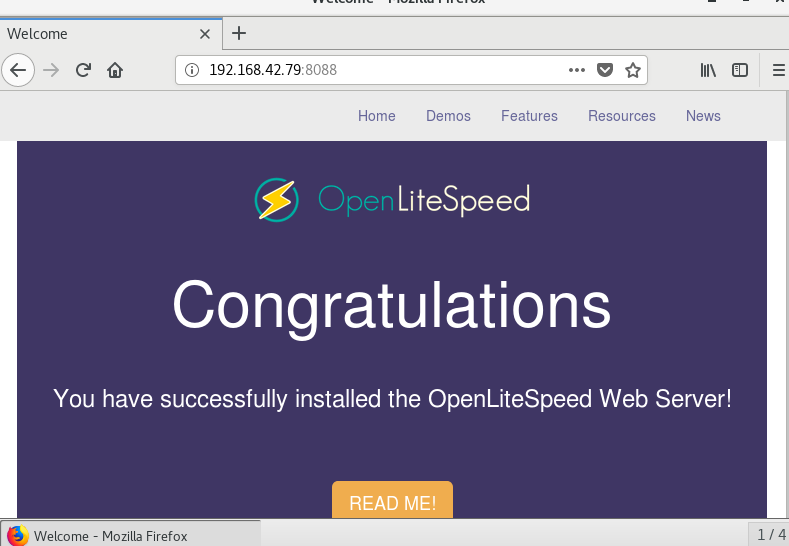 Welcome - Mozilla Firefox
Welcome
192.168.42.79:8088
Home Demos Features Resources News
OpenLiteSpeed
Congratulations
You have successfully installed the OpenLiteSpeed Web Server!
READ ME!
Welcome - Mozilla Firefox
1 / 4